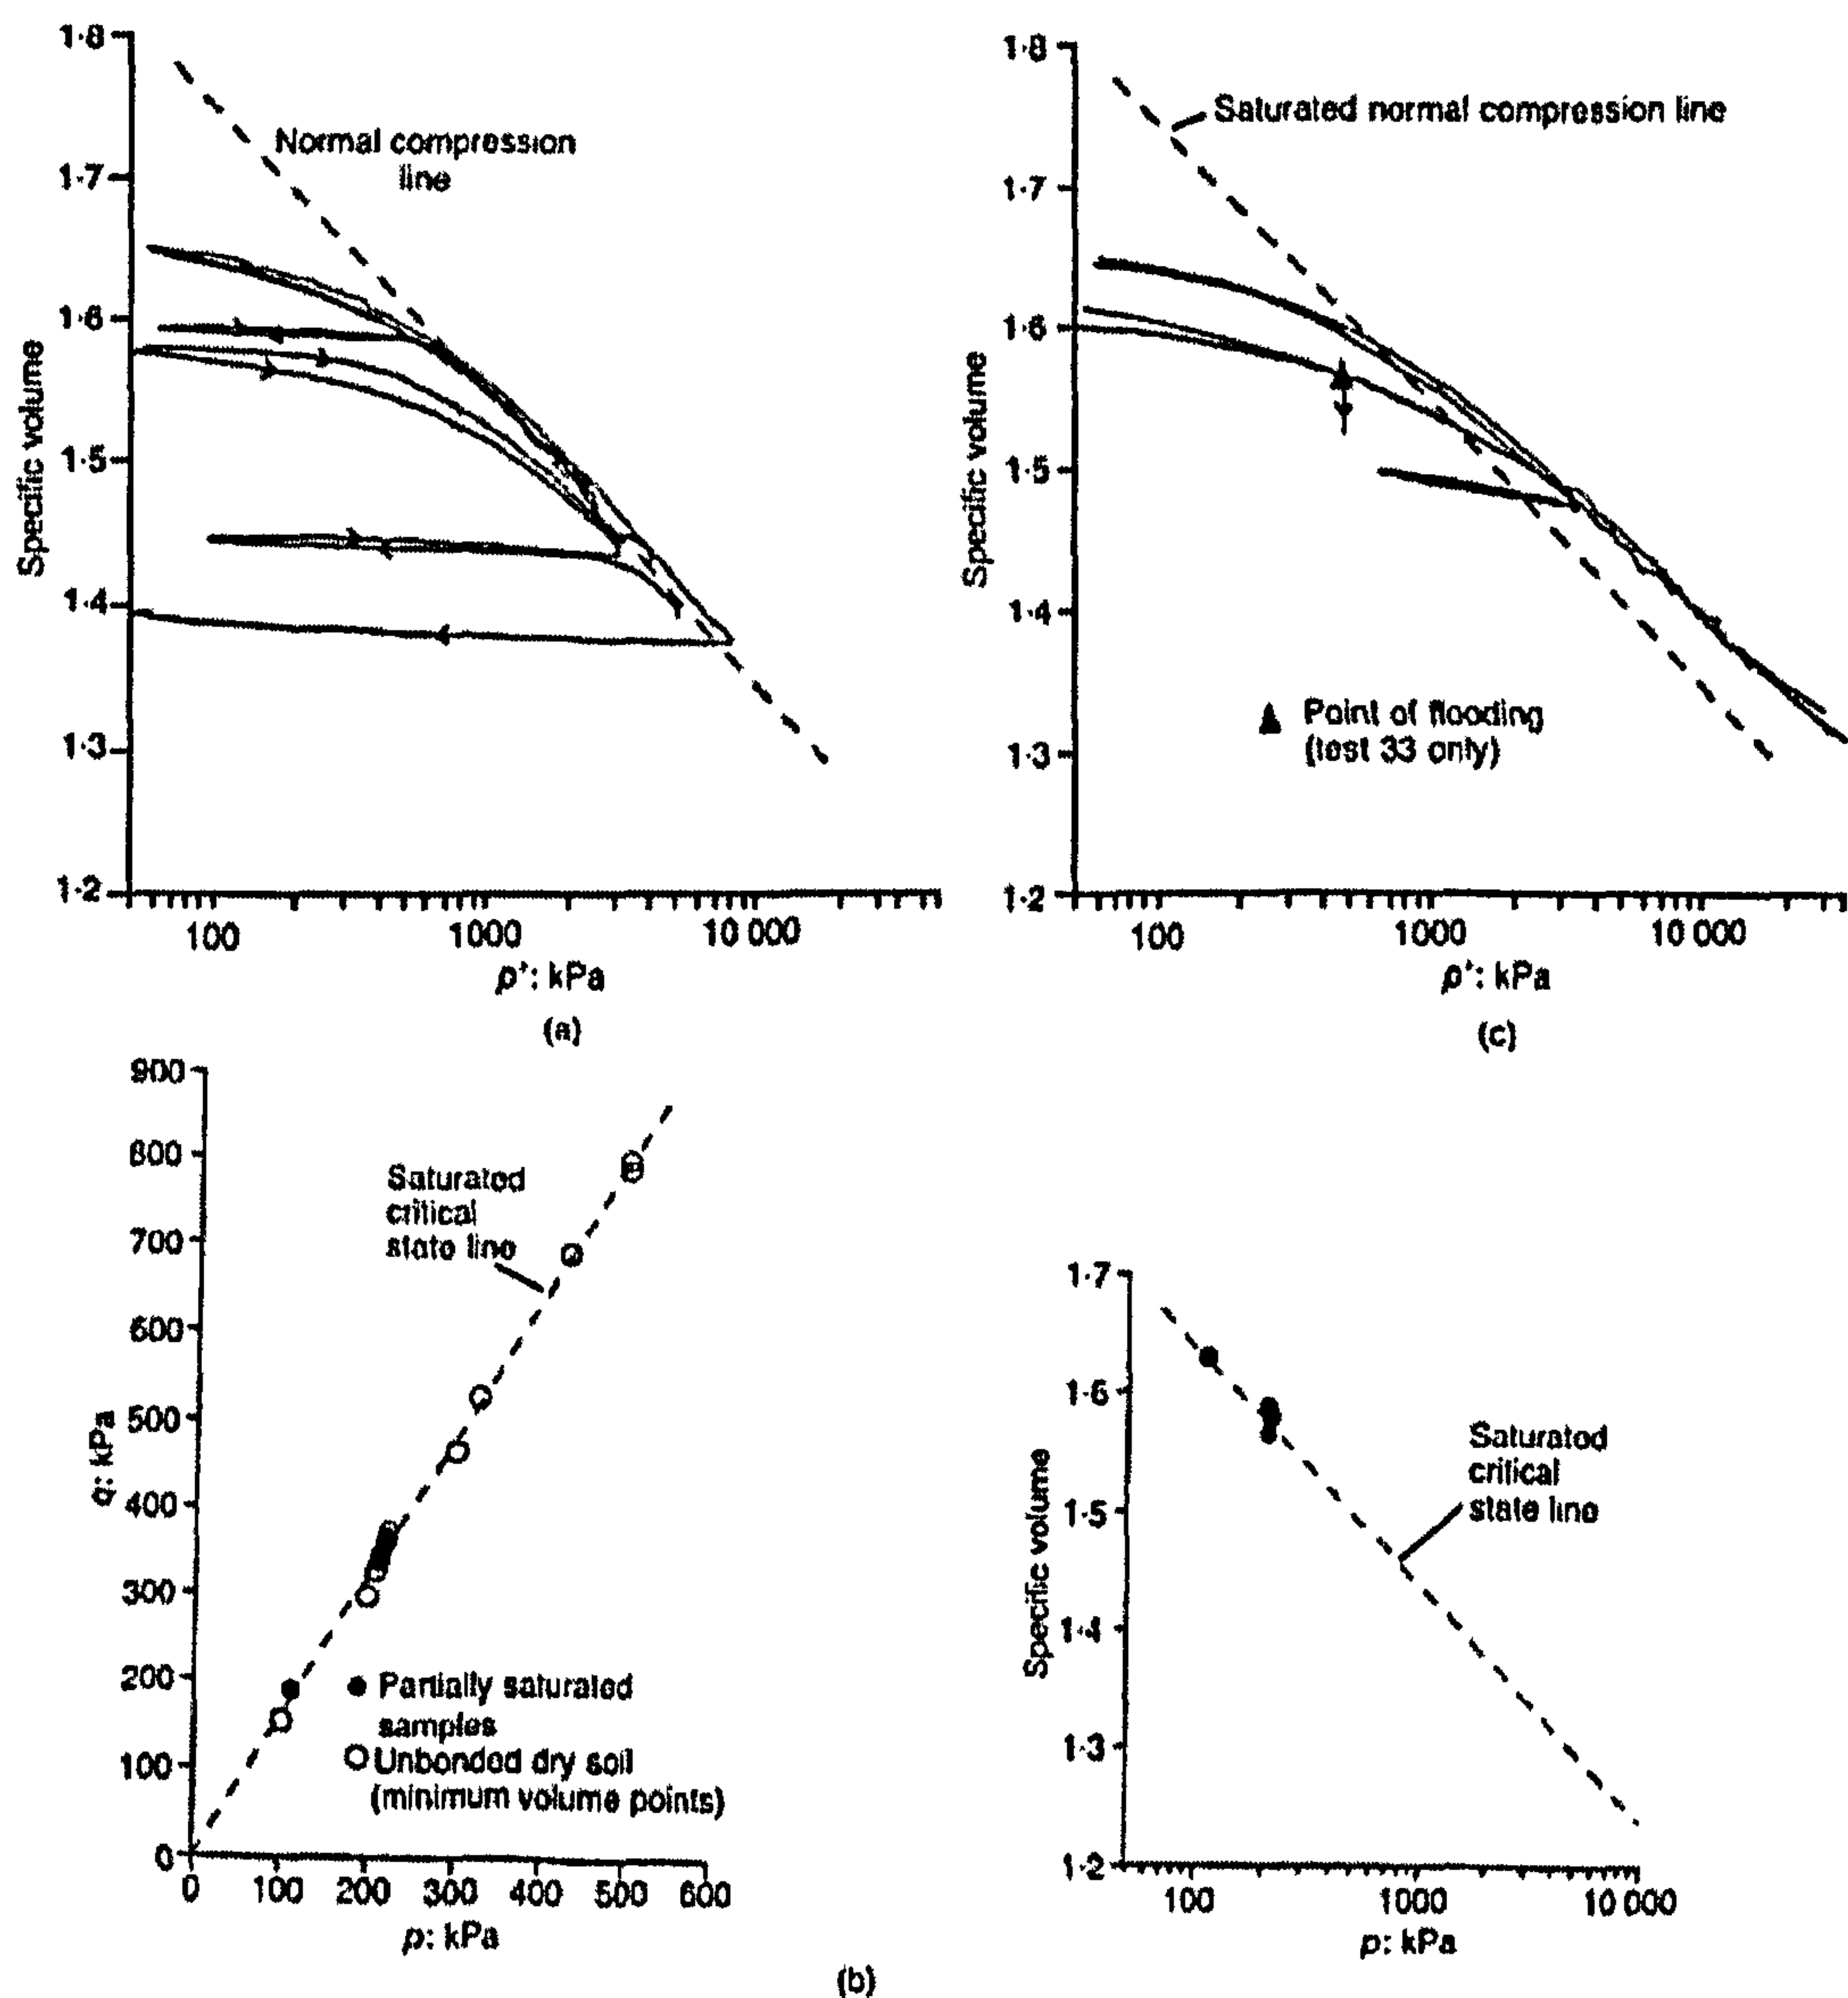 1·8
1·7
1·6
1·5
1·4
1·3
1·2
Specific volume
Normal compression
line
100
1000
10 000
p': kPa
(a)
1·8
1·7
1·6
1·5
1·4
1·3
1·2
Specific volume
Saturated normal compression line
Point of flooding
(test 33 only)
100
1000
10 000
p': kPa
(c)
900
800
700
600
500
400
300
200
100
0
q: kPa
Saturated
critical
state line
Partially saturated
samples
Unbonded dry soil
(minimum volume points)
0
100
200
300
400
500
600
p: kPa
1·7
1·6
1·5
1·4
1·3
1·2
Specific volume
Saturated
critical
state line
100
1000
10 000
p: kPa
(b)